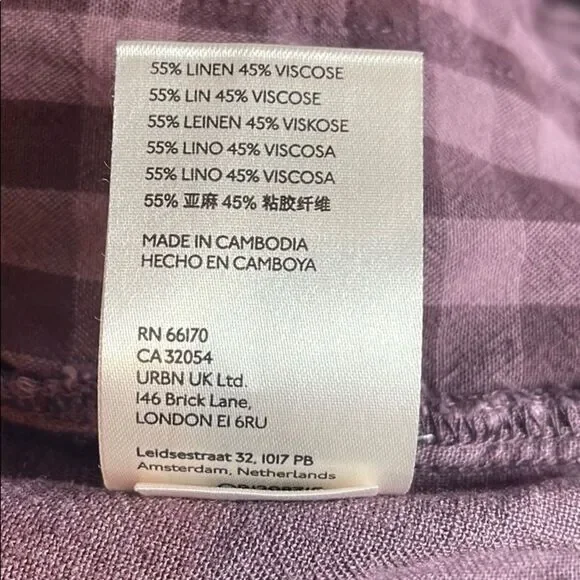 55% LINEN 45% VISCOSE
55% LIN 45% VISCOSE
55% LEINEN 45% VISKOSE
55% LINO 45% VISCOSA
55% LINO 45% VISCOSA
55% 亚麻 45% 粘胶纤维
MADE IN CAMBODIA
HECHO EN CAMBOYA
RN 66170
CA 32054
URBN UK Ltd.
146 Brick Lane,
LONDON E1 6RU
Leidsestraat 32, 1017 PB
Amsterdam, Netherlands